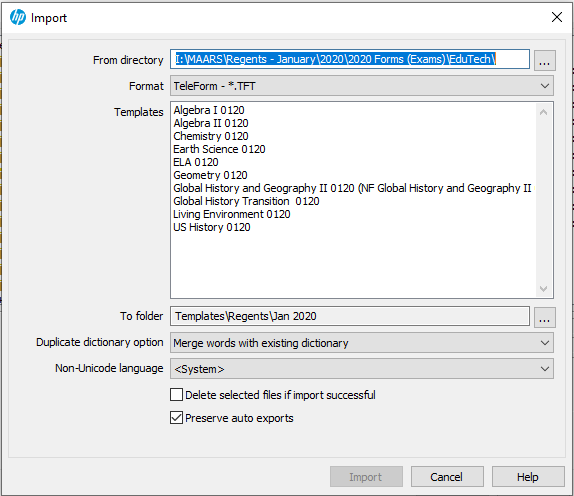 hp Import
From directory I:\MAARS\Regents - January\2020\2020 Forms (Exams)\EduTech\ ...
Format TeleForm - *.TFT
Templates
Algebra I 0120
Algebra II 0120
Chemistry 0120
Earth Science 0120
ELA 0120
Geometry 0120
Global History and Geography II 0120 (NF Global History and Geography II
Global History Transition  0120
Living Environment 0120
US History 0120
To folder Templates\Regents\Jan 2020 ...
Duplicate dictionary option Merge words with existing dictionary
Non-Unicode language <System>
Delete selected files if import successful
Preserve auto exports
Import Cancel Help